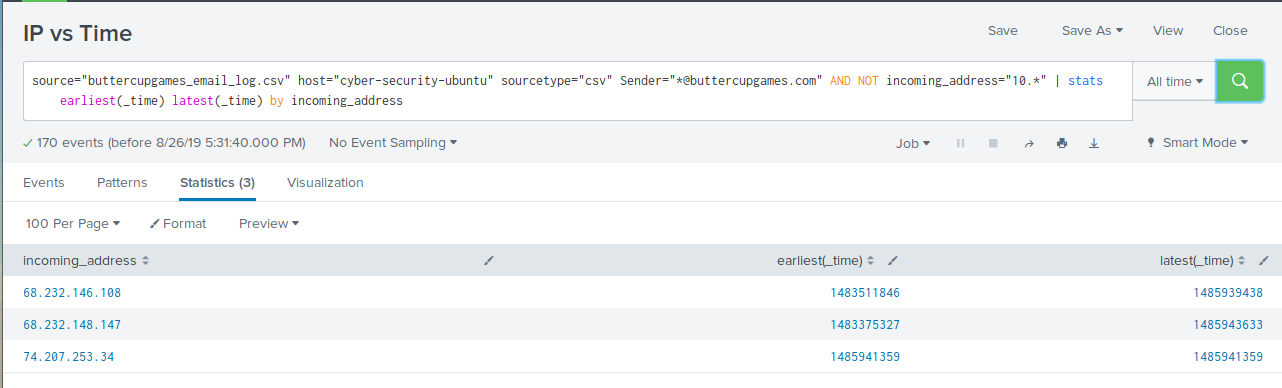 IP vs Time
Save Save As View Close
source="buttercupgames_email_log.csv" host="cyber-security-ubuntu" sourcetype="csv" Sender="*@buttercupgames.com" AND NOT incoming_address="10.*" | stats
earliest(_time) latest(_time) by incoming_address
All time
170 events (before 8/26/19 5:31:40.000 PM) No Event Sampling
Job Smart Mode
Events Patterns Statistics (3) Visualization
100 Per Page Format Preview
incoming_address earliest(_time) latest(_time)
68.232.146.108 1483511846 1485939438
68.232.148.147 1483375327 1485943633
74.207.253.34 1485941359 1485941359